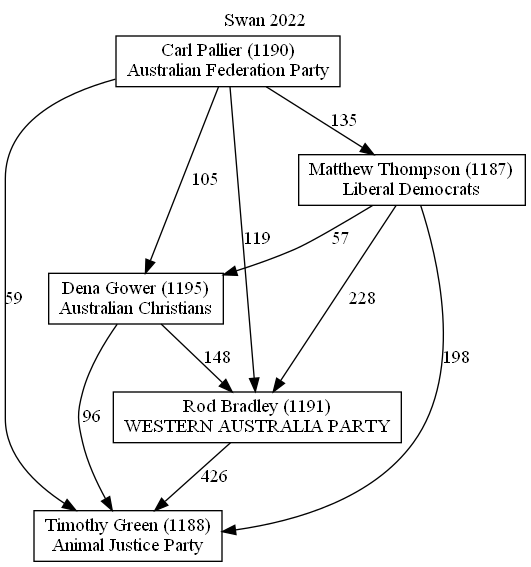 Swan 2022
Carl Pallier (1190)
Australian Federation Party
135
Matthew Thompson (1187)
Liberal Democrats
105
119
57
59
Dena Gower (1195)
Australian Christians
228
148
198
96
Rod Bradley (1191)
WESTERN AUSTRALIA PARTY
426
Timothy Green (1188)
Animal Justice Party